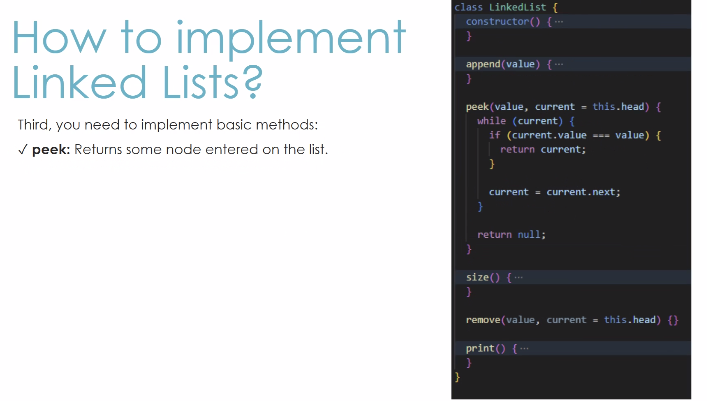 How to implement
Linked Lists?
Third, you need to implement basic methods:
✓ peek: Returns some node entered on the list.
class LinkedList {
constructor() {···
}
append(value) {···
}
peek(value, current = this.head) {
while (current) {
if (current.value === value) {
return current;
}
current = current.next;
}
return null;
}
size() {···
}
remove(value, current = this.head) {}
print() {···
}
}